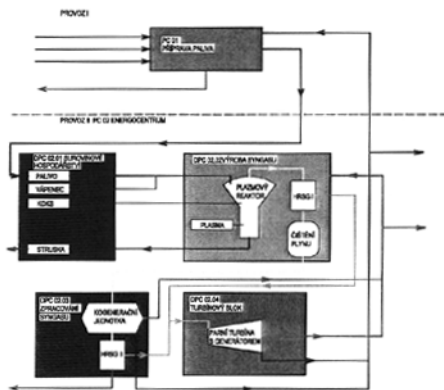 PROVOZ I
PC 01
PŘÍPRAVA PALIVA
PROVOZ II PC 02 ENERGOCENTRUM
DPC 02.01 SUROVINOVÉ
HOSPODÁŘSTVÍ
PALIVO
VÁPENEC
KOKS
STRUSKA
DPC 02.02 VÝROBA SYNGASU
PLAZMOVÝ
REAKTOR
PLASMA
HRSG I
ČIŠTĚNÍ
PLYNU
DPC 02.03
ZPRACOVÁNÍ
SYNGASU
KOGENERAČNÍ
JEDNOTKA
HRSG II
DPC 02.04
TURBÍNOVÝ BLOK
PARNÍ TURBÍNA
S GENERÁTOREM